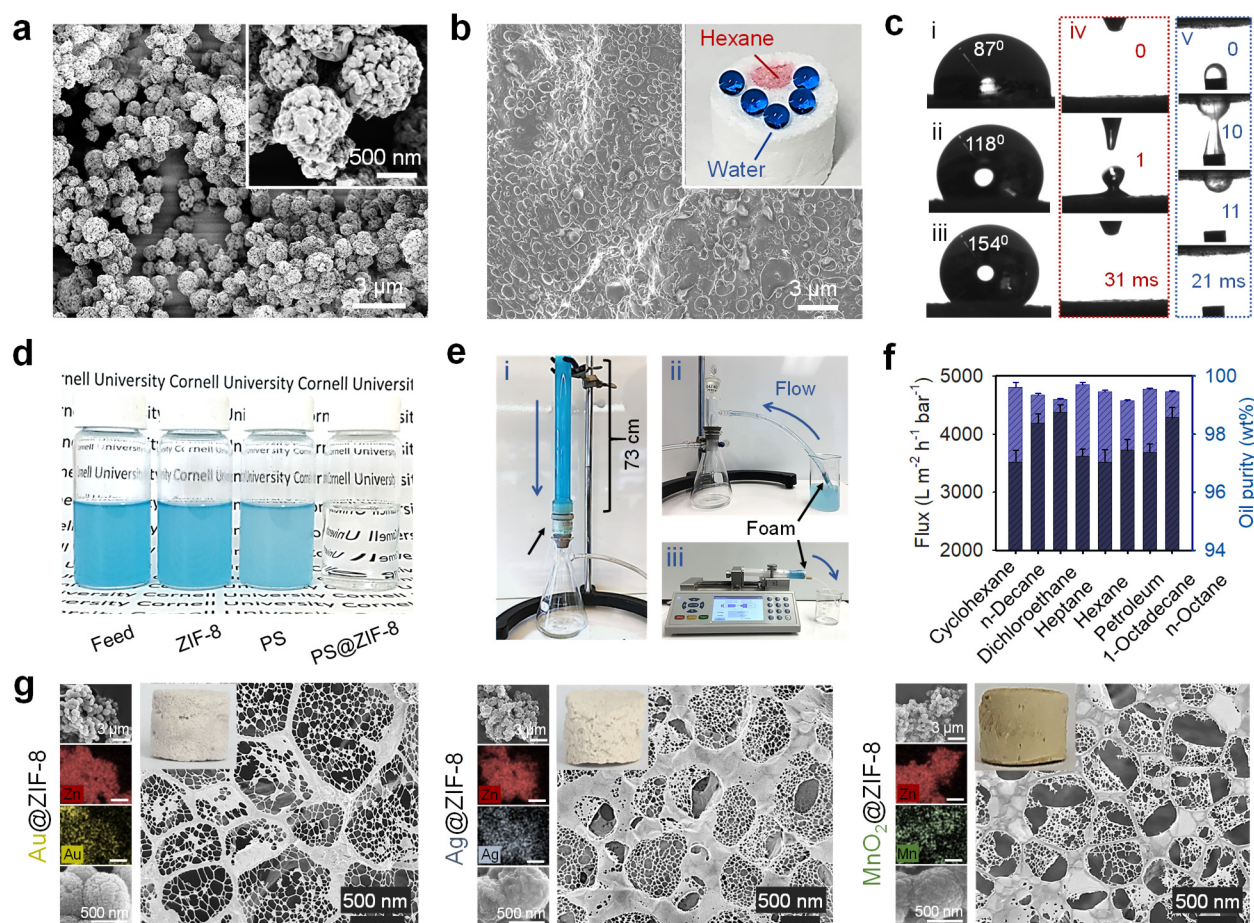 a
500 nm
3 µm
b
Hexane
Water
3 µm
c
i
87⁰
ii
118⁰
iii
154⁰
iv
0
1
31 ms
v
0
10
11
21 ms
d
rnell University Cornell University Cornell Universit
Feed
ZIF-8
PS
PS@ZIF-8
e
i
73 cm
ii
Flow
Foam
iii
f
Flux (L m⁻² h⁻¹ bar⁻¹)
5000
4000
3000
2000
Oil purity (wt%)
100
98
96
94
Cyclohexane
n-Decane
Dichloroethane
Heptane
Hexane
Petroleum
1-Octadecane
n-Octane
g
Au@ZIF-8
3 µm
Zn
Au
500 nm
500 nm
Ag@ZIF-8
3 µm
Zn
Ag
500 nm
500 nm
MnO₂@ZIF-8
3 µm
Zn
Mn
500 nm
500 nm